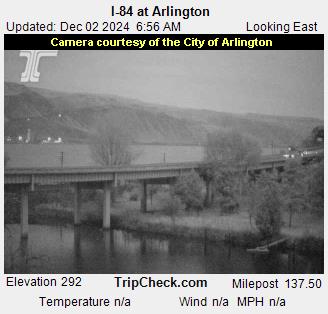 I-84 at Arlington
Updated: Dec 02 2024 6:56 AM Looking East
Camera courtesy of the City of Arlington
Elevation 292 TripCheck.com Milepost 137.50
Temperature n/a Wind n/a MPH n/a